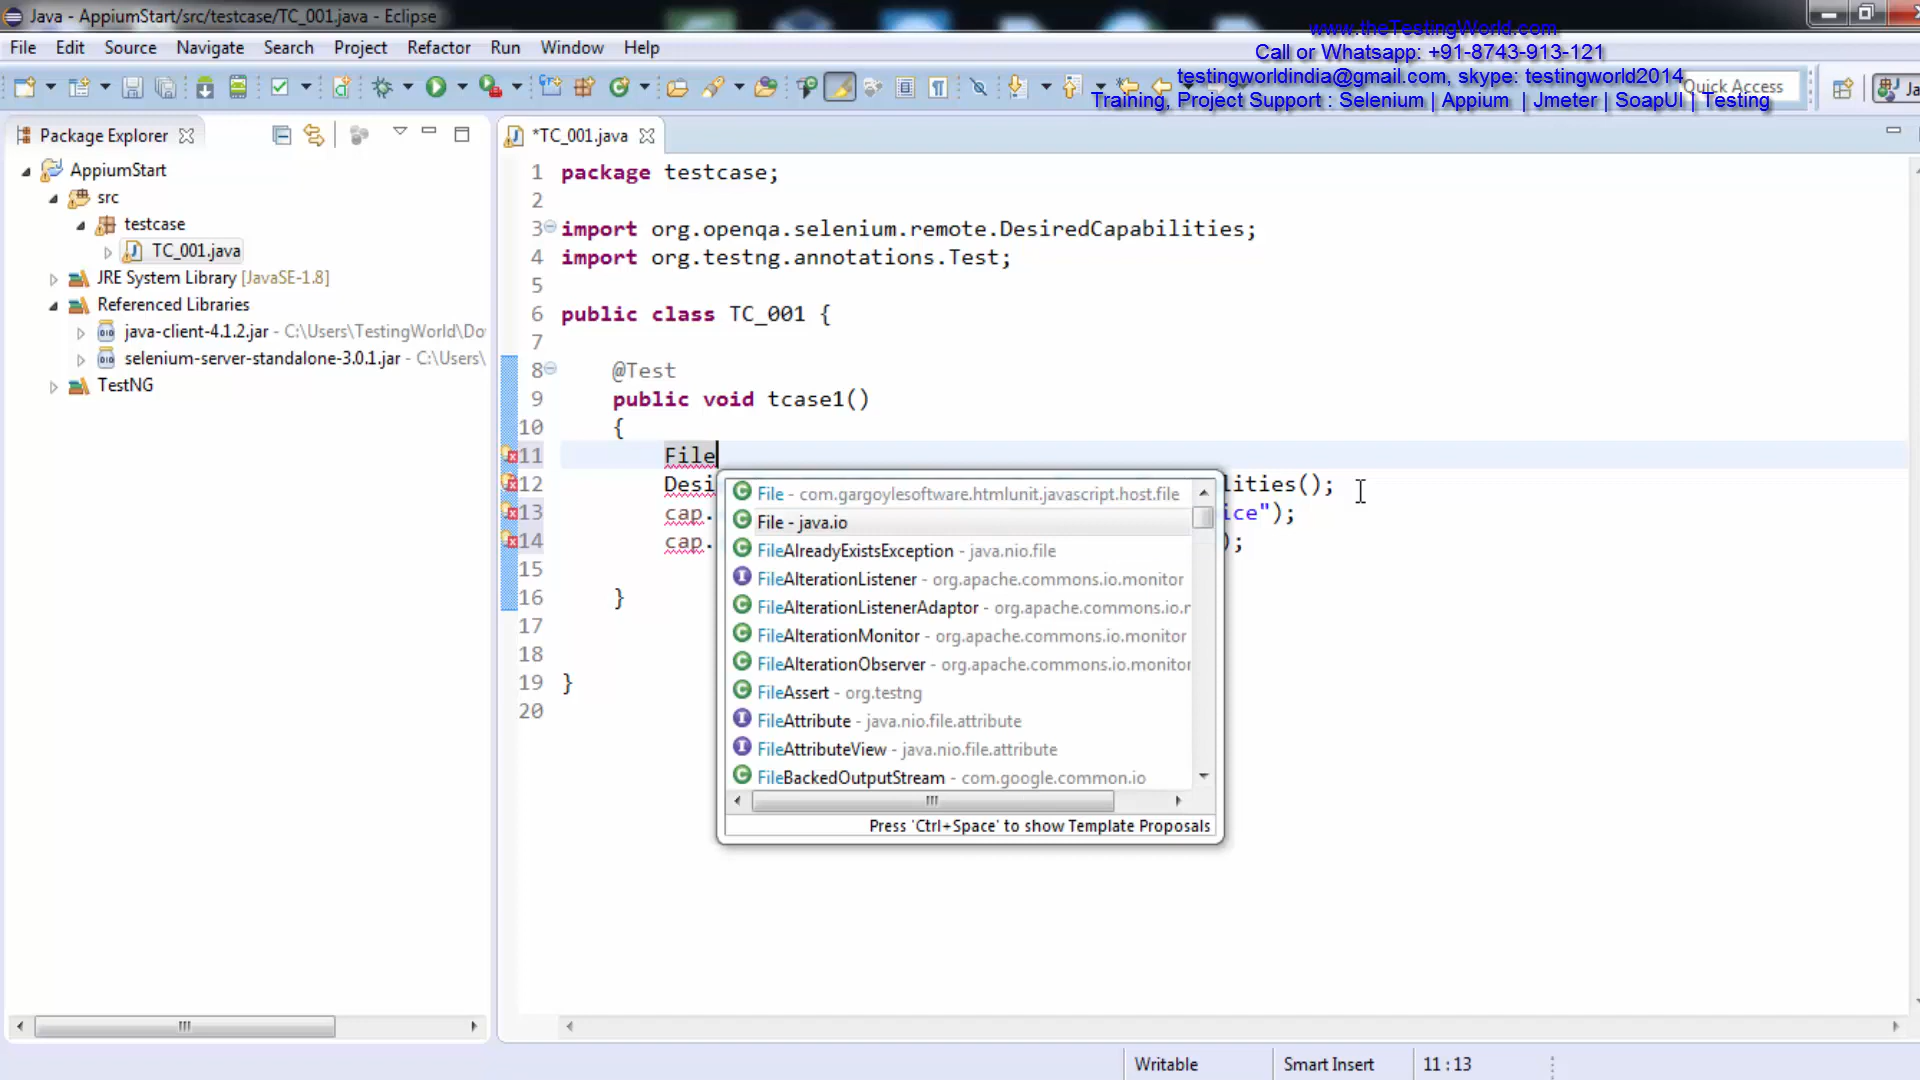 Java - AppiumStart/src/testcase/TC_001.java - Eclipse
www.theTestingWorld.com
File Edit Source Navigate Search Project Refactor Run Window Help
Call or Whatsapp: +91-8743-913-121
testingworldindia@gmail.com, skype: testingworld2014
Quick Access
Training, Project Support : Selenium | Appium | Jmeter | SoapUI | Testing
Ja
Package Explorer
*TC_001.java
AppiumStart
src
testcase
TC_001.java
JRE System Library [JavaSE-1.8]
Referenced Libraries
java-client-4.1.2.jar - C:\Users\TestingWorld\Do
selenium-server-standalone-3.0.1.jar - C:\Users\
TestNG
1 package testcase;
2
3 import org.openqa.selenium.remote.DesiredCapabilities;
4 import org.testng.annotations.Test;
5
6 public class TC_001 {
7
8 @Test
9 public void tcase1()
10 {
11 File
12 Desi lities();
13 cap. ice");
14 cap. );
15
16 }
17
18
19 }
20
File - com.gargoylesoftware.htmlunit.javascript.host.file
File - java.io
FileAlreadyExistsException - java.nio.file
FileAlterationListener - org.apache.commons.io.monitor
FileAlterationListenerAdaptor - org.apache.commons.io.m
FileAlterationMonitor - org.apache.commons.io.monitor
FileAlterationObserver - org.apache.commons.io.monitor
FileAssert - org.testng
FileAttribute - java.nio.file.attribute
FileAttributeView - java.nio.file.attribute
FileBackedOutputStream - com.google.common.io
Press 'Ctrl+Space' to show Template Proposals
Writable Smart Insert 11 : 13